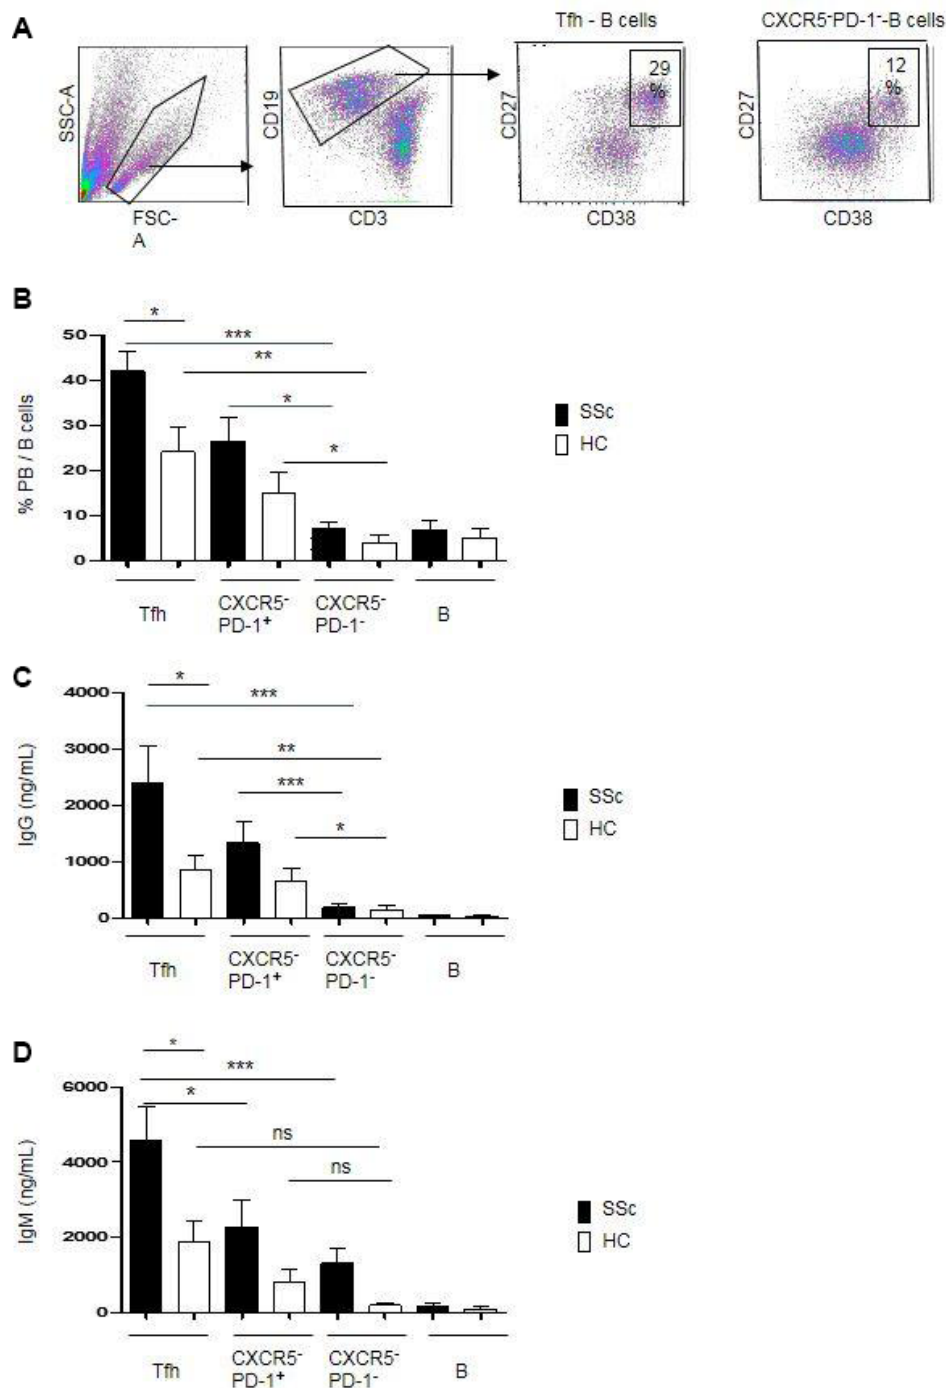 A
Tfh - B cells
CXCR5-PD-1--B cells
SSC-A
FSC-
A
CD19
CD3
CD27
29
%
CD38
CD27
12
%
CD38
B
*
***
**
*
*
50
40
30
20
10
0
% PB / B cells
SSc
HC
Tfh
CXCR5-
PD-1+
CXCR5-
PD-1-
B
C
*
***
**
***
*
4000
3000
2000
1000
0
IgG (ng/mL)
SSc
HC
Tfh
CXCR5-
PD-1+
CXCR5-
PD-1-
B
D
*
***
*
ns
ns
6000
4000
2000
0
IgM (ng/mL)
SSc
HC
Tfh
CXCR5-
PD-1+
CXCR5-
PD-1-
B